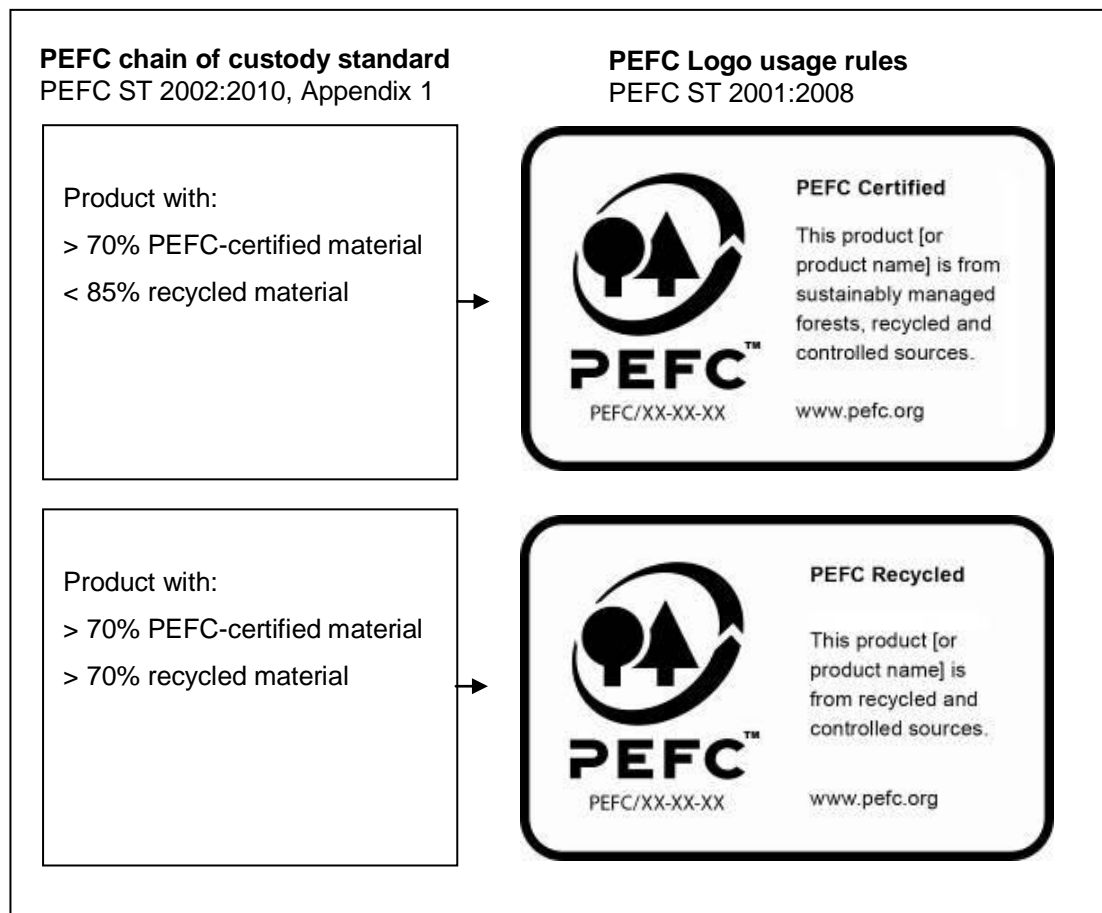 PEFC chain of custody standard
PEFC ST 2002:2010, Appendix 1
PEFC Logo usage rules
PEFC ST 2001:2008
Product with:
> 70% PEFC-certified material
< 85% recycled material
PEFC™
PEFC/XX-XX-XX
PEFC Certified
This product [or
product name] is from
sustainably managed
forests, recycled and
controlled sources.
www.pefc.org
Product with:
> 70% PEFC-certified material
> 70% recycled material
PEFC™
PEFC/XX-XX-XX
PEFC Recycled
This product [or
product name] is
from recycled and
controlled sources.
www.pefc.org